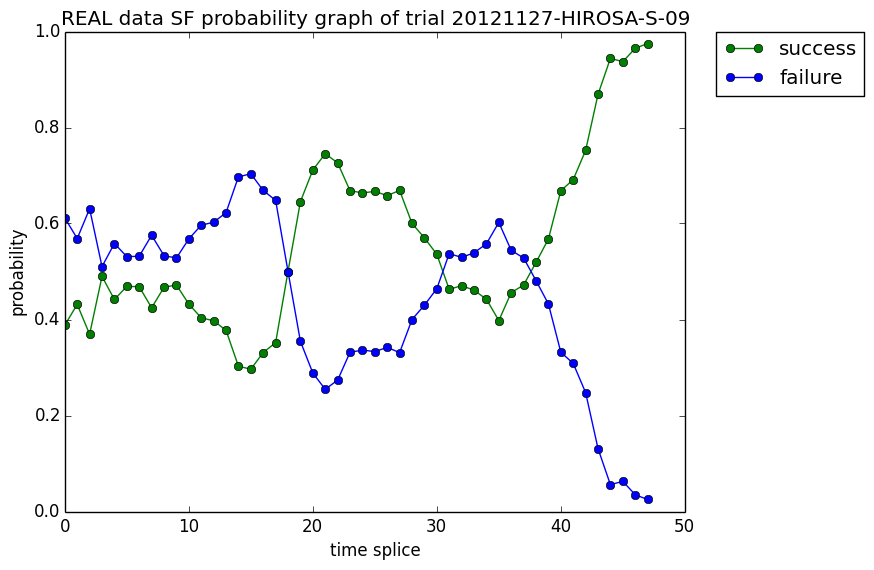 REAL data SF probability graph of trial 20121127-HIROSA-S-09
success
failure
1.0
0.8
0.6
0.4
0.2
0.0
probability
0 10 20 30 40 50
time splice